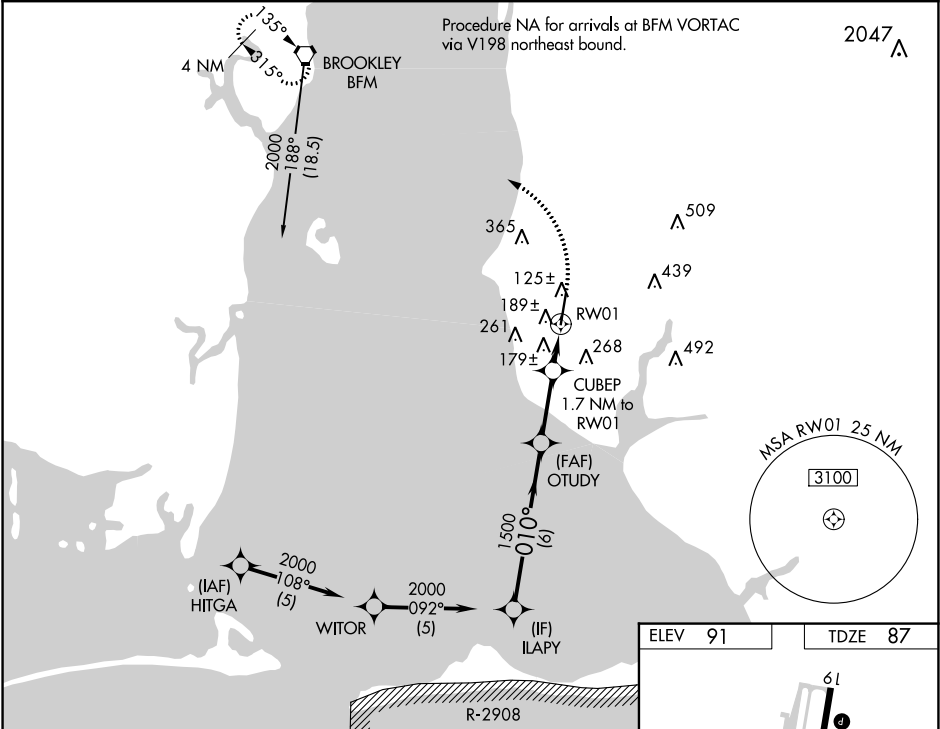 Procedure NA for arrivals at BFM VORTAC
via V198 northeast bound.
2047
135°
4 NM
315°
BROOKLEY
BFM
2000
188°
(18.5)
365
509
125±
439
189±
RW01
261
179±
268
492
CUBEP
1.7 NM to
RW01
MSA RW01 25 NM
3100
(FAF)
OTUDY
1500
010°
(6)
(IAF)
HITGA
2000
108°
(5)
WITOR
2000
092°
(5)
(IF)
ILAPY
R-2908
ELEV 91
TDZE 87
19
P